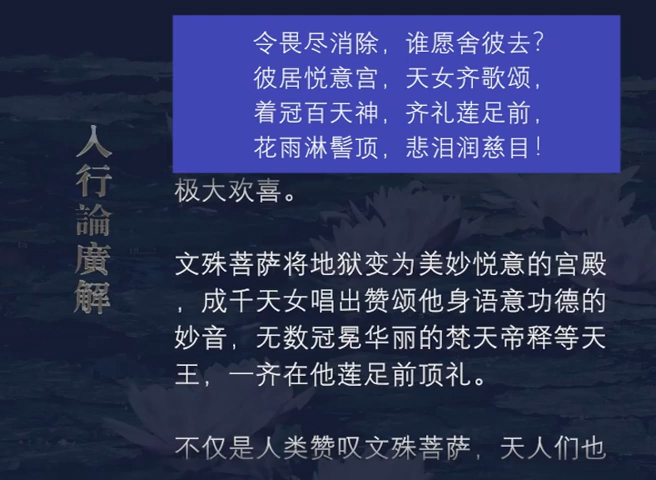 令畏尽消除，谁愿舍彼去？
彼居悦意宫，天女齐歌颂，
着冠百天神，齐礼莲足前，
花雨淋髻顶，悲泪润慈目！
极大欢喜。
文殊菩萨将地狱变为美妙悦意的宫殿
，成千天女唱出赞颂他身语意功德的
妙音，无数冠冕华丽的梵天帝释等天
王，一齐在他莲足前顶礼。
不仅是人类赞叹文殊菩萨，天人们也
入行論廣解